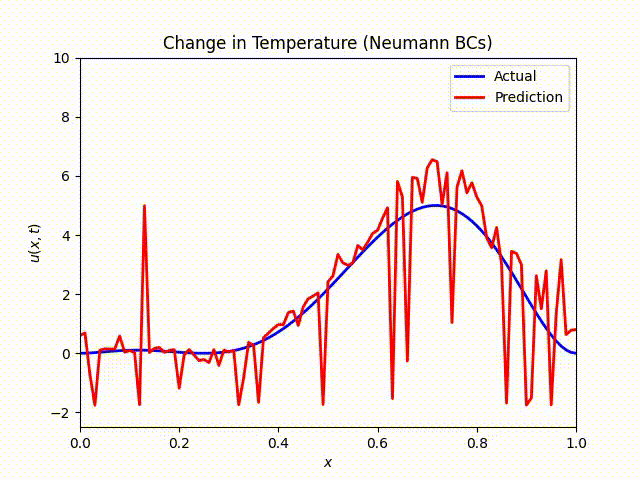 Change in Temperature (Neumann BCs)
Actual
Prediction
10
8
6
4
2
0
−2
u(x, t)
0.0 0.2 0.4 0.6 0.8 1.0
x